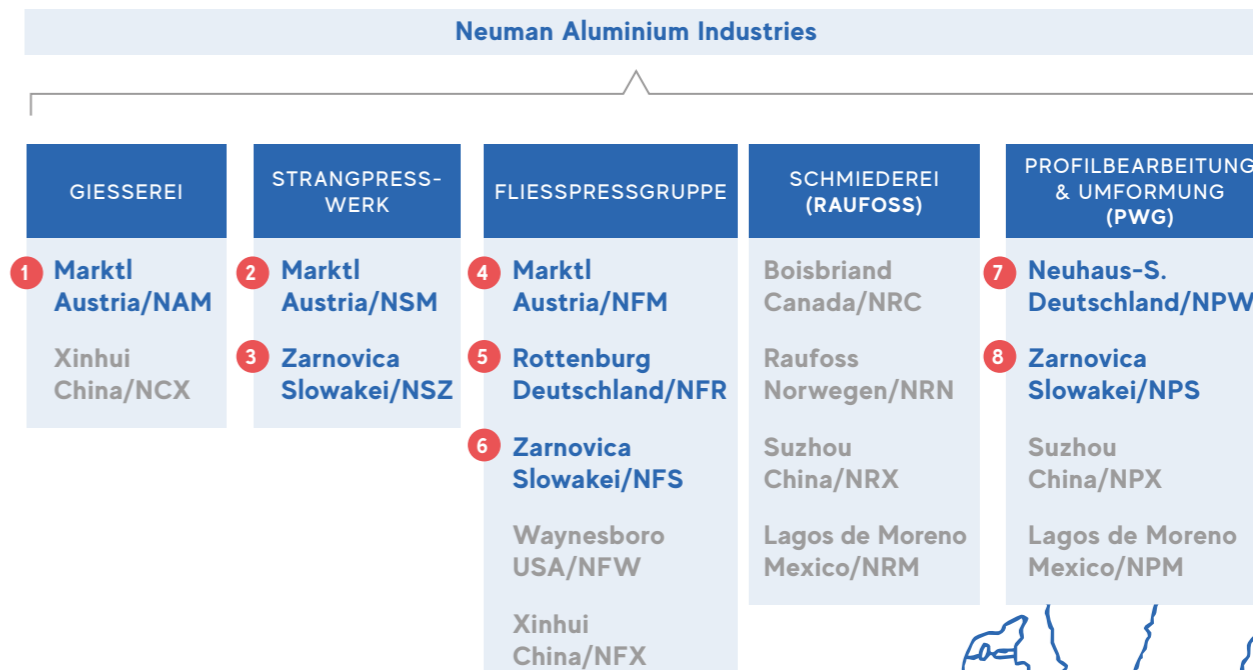 Neuman Aluminium Industries
GIESSEREI
1 Marktl
Austria/NAM
Xinhui
China/NCX
STRANGPRESS-
WERK
2 Marktl
Austria/NSM
3 Zarnovica
Slowakei/NSZ
FLIESSPRESSGRUPPE
4 Marktl
Austria/NFM
5 Rottenburg
Deutschland/NFR
6 Zarnovica
Slowakei/NFS
Waynesboro
USA/NFW
Xinhui
China/NFX
SCHMIEDEREI
(RAUFOSS)
Boisbriand
Canada/NRC
Raufoss
Norwegen/NRN
Suzhou
China/NRX
Lagos de Moreno
Mexico/NRM
PROFILBEARBEITUNG
& UMFORMUNG
(PWG)
7 Neuhaus-S.
Deutschland/NPW
8 Zarnovica
Slowakei/NPS
Suzhou
China/NPX
Lagos de Moreno
Mexico/NPM